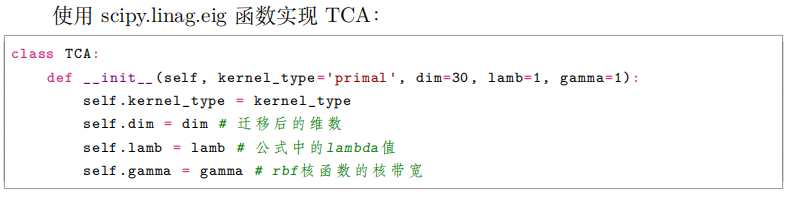 使用 scipy.linag.eig 函数实现 TCA：
class TCA:
    def __init__(self, kernel_type='primal', dim=30, lamb=1, gamma=1):
        self.kernel_type = kernel_type
        self.dim = dim # 迁移后的维数
        self.lamb = lamb # 公式中的lambda值
        self.gamma = gamma # rbf核函数的核带宽